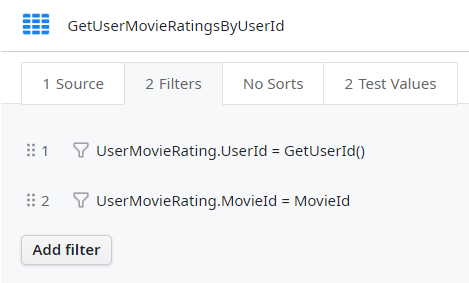 GetUserMovieRatingsByUserId
1 Source 2 Filters No Sorts 2 Test Values
1 UserMovieRating.UserId = GetUserId()
2 UserMovieRating.MovieId = MovieId
Add filter